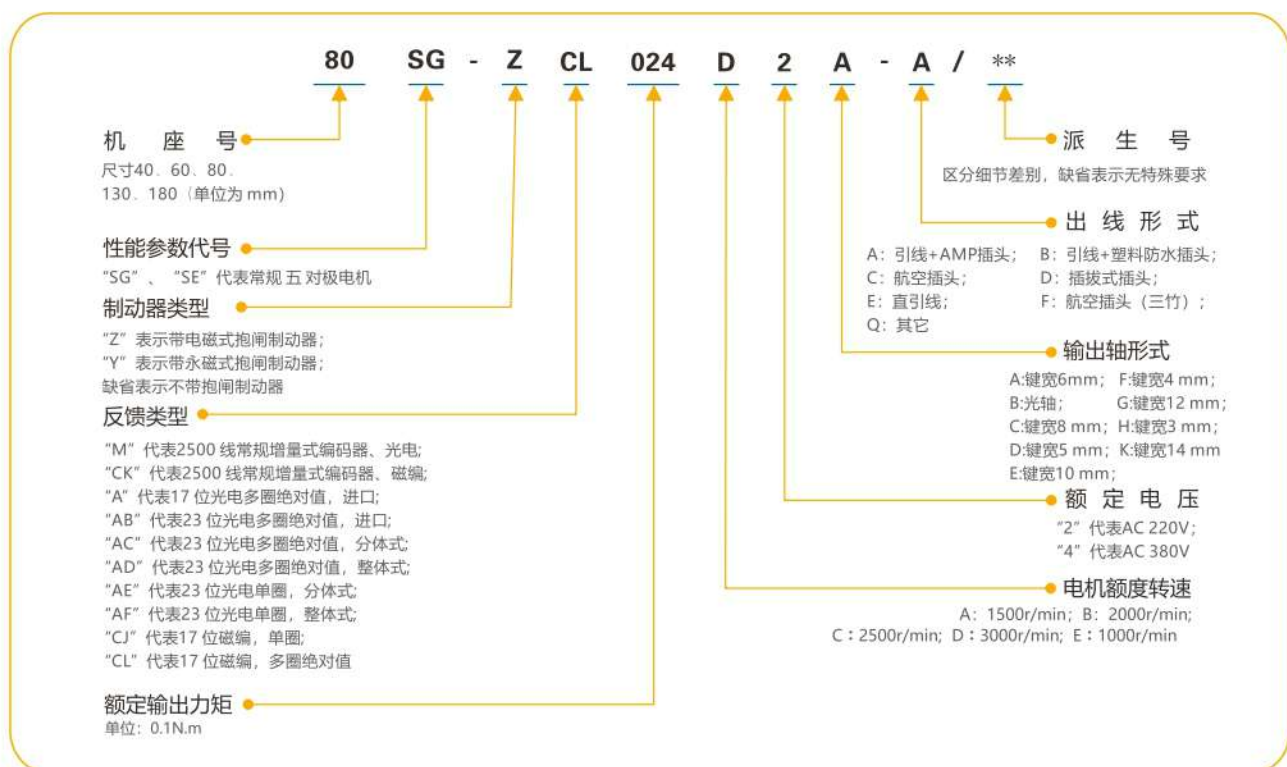 80 SG - Z CL 024 D 2 A - A / **
机 座 号
尺寸40﹒60﹒80﹒
130﹒180（单位为 mm）
性能参数代号
“SG”、“SE”代表常规 五 对极电机
制动器类型
“Z”表示带电磁式抱闸制动器；
“Y”表示带永磁式抱闸制动器；
缺省表示不带抱闸制动器
反馈类型
“M”代表2500 线常规增量式编码器、光电;
“CK”代表2500 线常规增量式编码器、磁编;
“A”代表17 位光电多圈绝对值，进口;
“AB”代表23 位光电多圈绝对值，进口;
“AC”代表23 位光电多圈绝对值，分体式;
“AD”代表23 位光电多圈绝对值，整体式;
“AE”代表23 位光电单圈，分体式;
“AF”代表23 位光电单圈，整体式;
“CJ”代表17 位磁编，单圈;
“CL”代表17 位磁编，多圈绝对值
额定输出力矩
单位：0.1N.m
派 生 号
区分细节差别，缺省表示无特殊要求
出 线 形 式
A：引线+AMP插头； B：引线+塑料防水插头；
C：航空插头； D：插拔式插头；
E：直引线； F：航空插头（三竹）；
Q：其它
输出轴形式
A:键宽6mm； F:键宽4 mm；
B:光轴； G:键宽12 mm；
C:键宽8 mm；H:键宽3 mm；
D:键宽5 mm；K:键宽14 mm
E:键宽10 mm；
额 定 电 压
“2”代表AC 220V；
“4”代表AC 380V
电机额度转速
A：1500r/min；B：2000r/min;
C：2500r/min; D：3000r/min; E：1000r/min